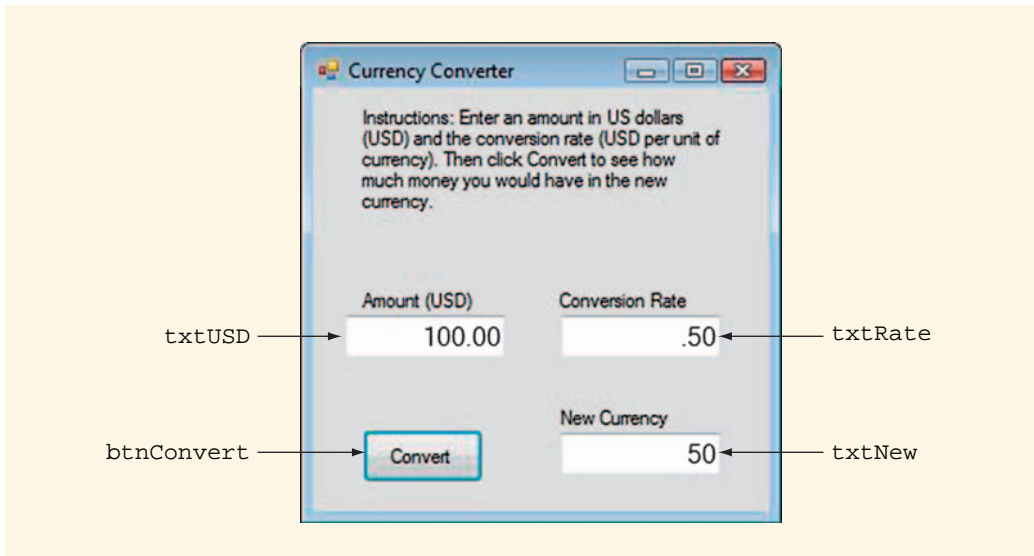 Currency Converter
Instructions: Enter an amount in US dollars
(USD) and the conversion rate (USD per unit of
currency). Then click Convert to see how
much money you would have in the new
currency.
Amount (USD)
Conversion Rate
txtUSD
100.00
.50
txtRate
New Currency
btnConvert
Convert
50
txtNew